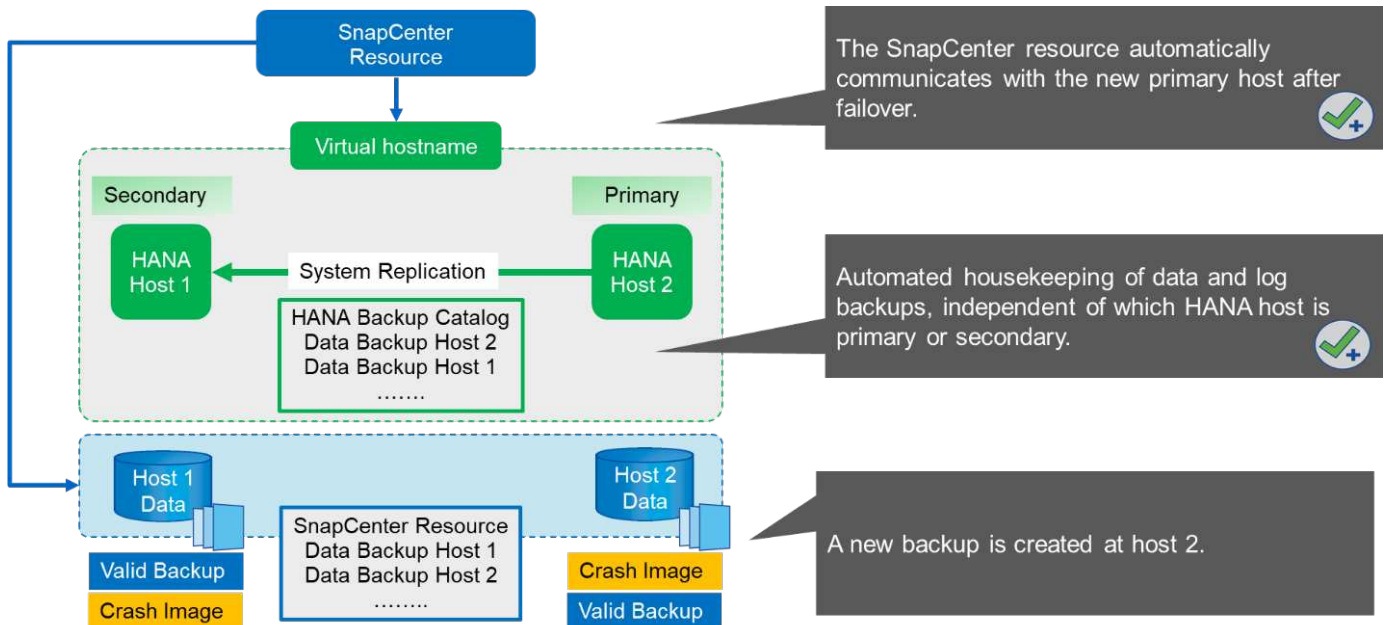 SnapCenter
Resource
Virtual hostname
Secondary
Primary
HANA
Host 1
System Replication
HANA
Host 2
HANA Backup Catalog
Data Backup Host 2
Data Backup Host 1
.......
Host 1
Data
Host 2
Data
SnapCenter Resource
Data Backup Host 1
Data Backup Host 2
........
Valid Backup
Crash Image
Crash Image
Valid Backup
The SnapCenter resource automatically
communicates with the new primary host after
failover.
Automated housekeeping of data and log
backups, independent of which HANA host is
primary or secondary.
A new backup is created at host 2.